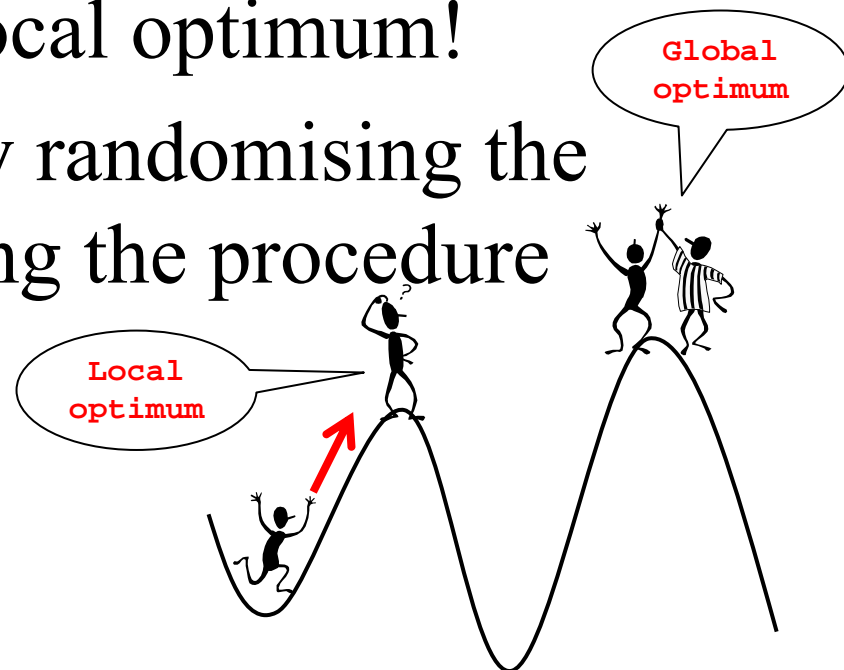 ocal optimum!
Global
optimum
randomising the
ng the procedure
?
Local
optimum